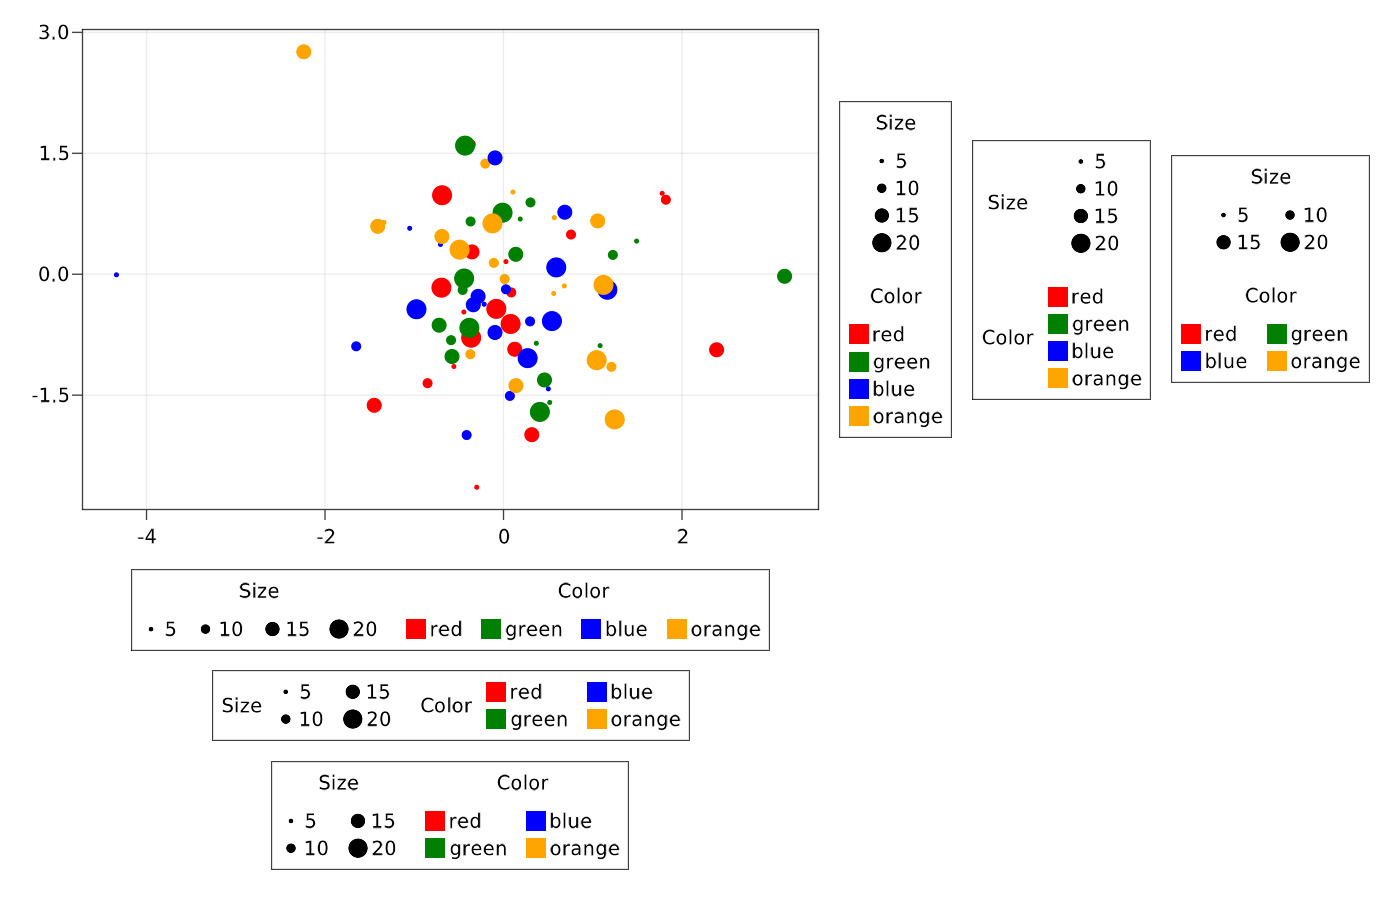 3.0
1.5
0.0
-1.5
-4 -2 0 2
Size
5
10
15
20
Color
red
green
blue
orange
Size
5
10
15
20
Color
red
green
blue
orange
Size
5 10
15 20
Color
red green
blue orange
Size Color
5 10 15 20 red green blue orange
Size 5 15 Color red blue
10 20 green orange
Size Color
5 15 red blue
10 20 green orange